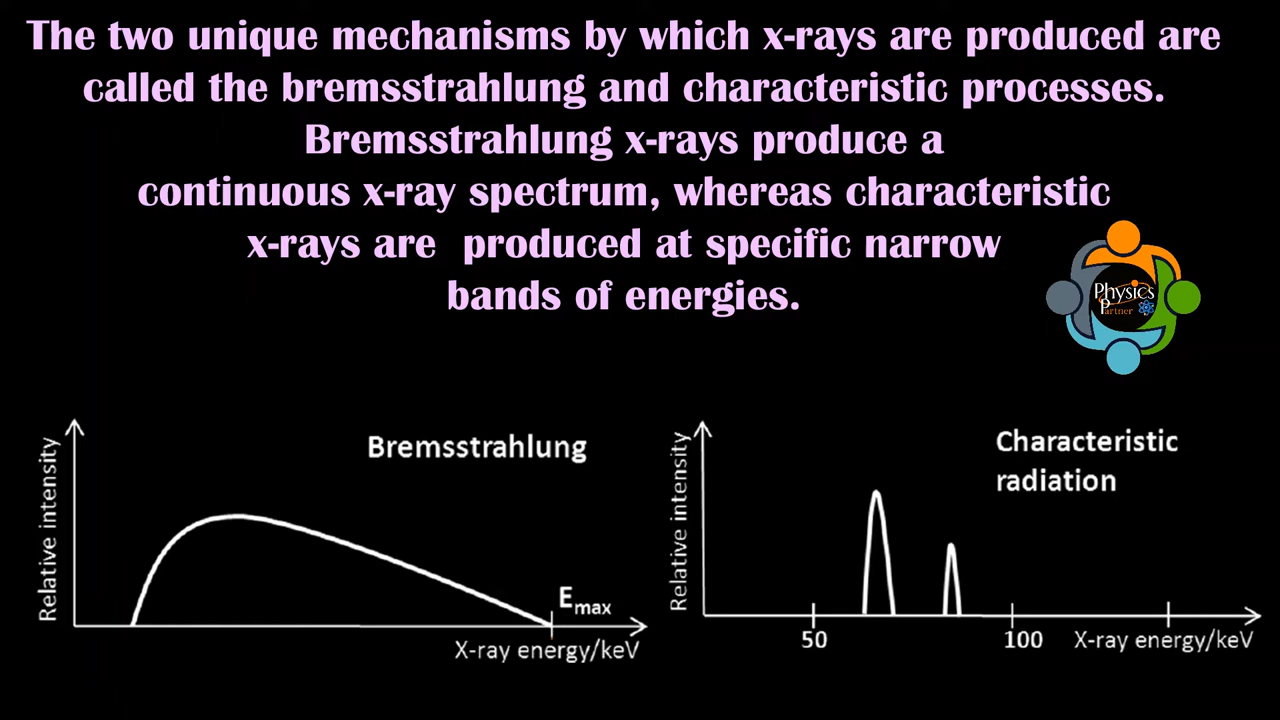 The two unique mechanisms by which x-rays are produced are
called the bremsstrahlung and characteristic processes.
Bremsstrahlung x-rays produce a
continuous x-ray spectrum, whereas characteristic
x-rays are produced at specific narrow
bands of energies.
Physics
Partner
Relative intensity
Bremsstrahlung
Emax
X-ray energy/keV
Relative intensity
Characteristic
radiation
50
100
X-ray energy/keV